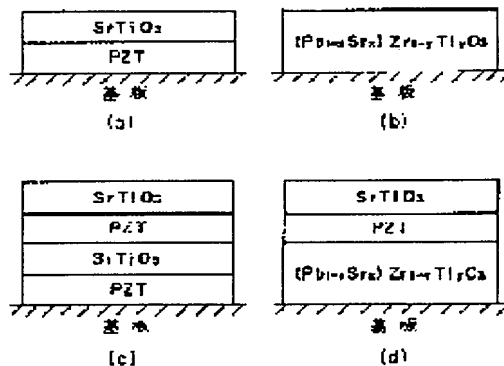 SrTiO₃
PZT
基板
(a)
(Pb₁₋ₓSrₓ) Zr₁₋ᵧTiᵧO₃
基板
(b)
SrTiO₃
PZT
SrTiO₃
PZT
基板
[c]
SrTiO₃
PZT
(Pb₁₋ₓSrₓ) Zr₁₋ᵧTiᵧO₃
基板
(d)